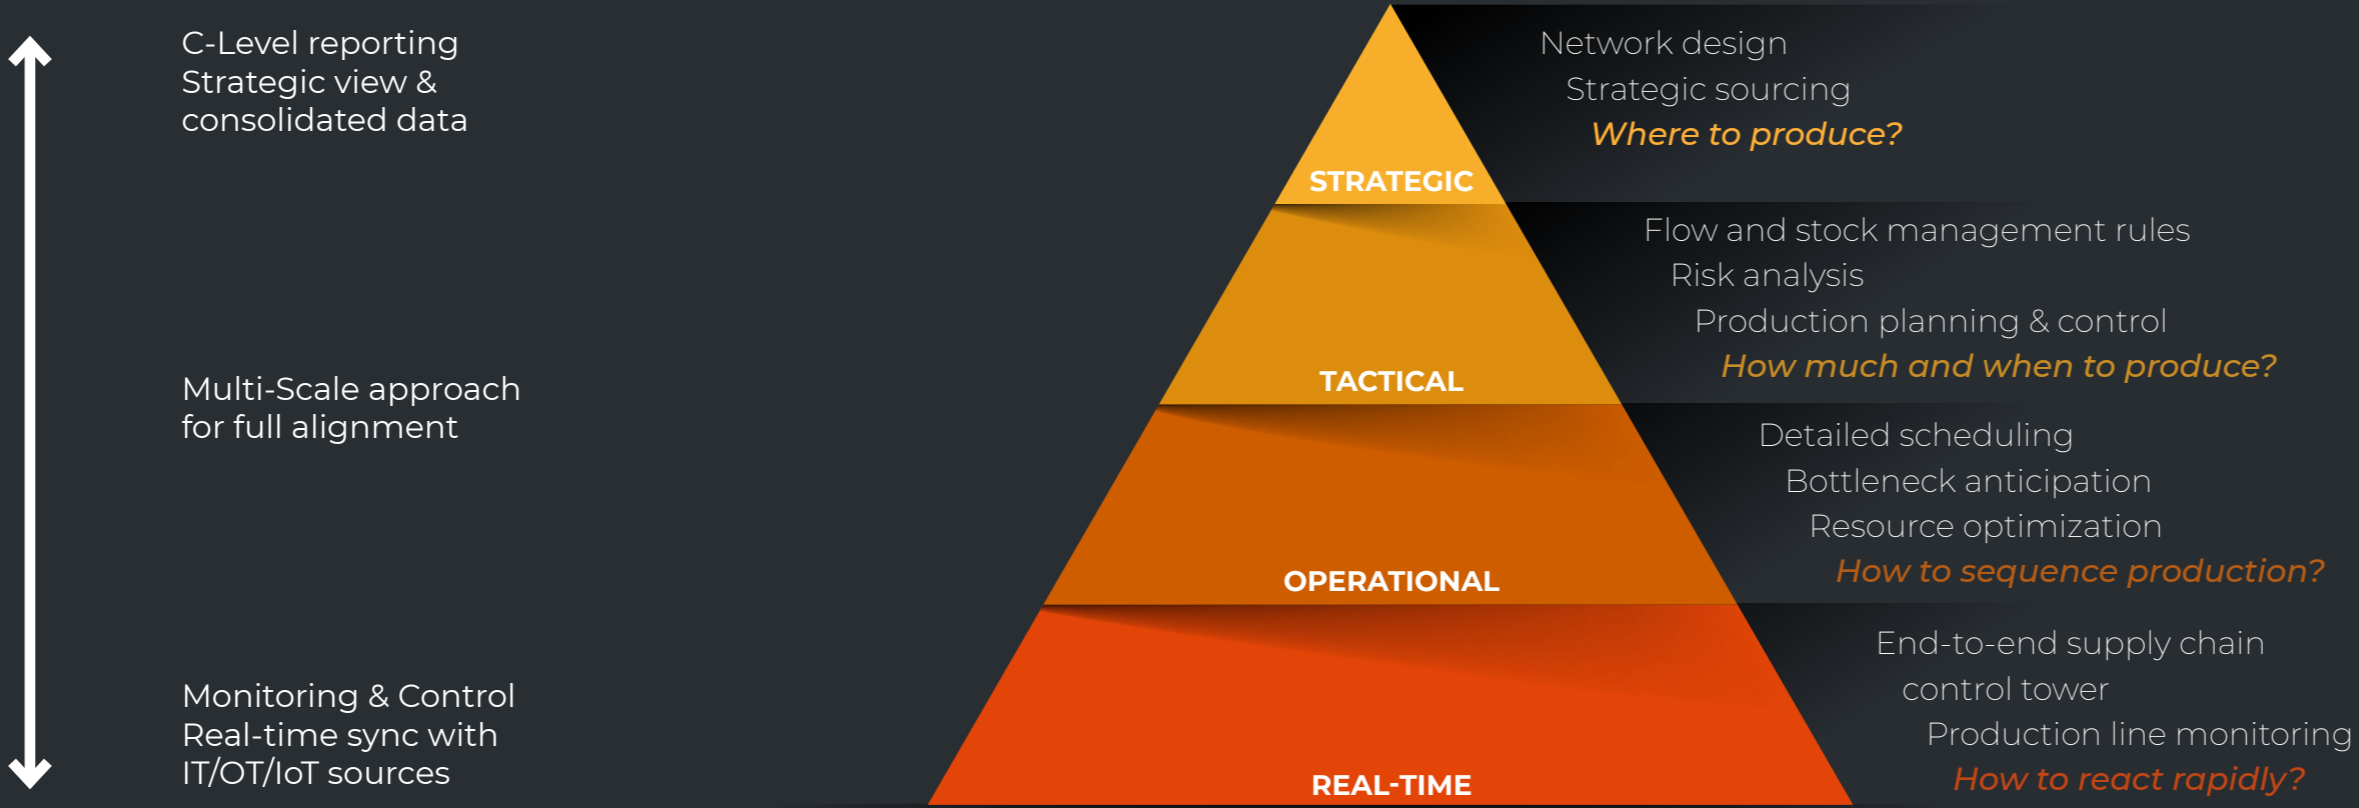 C-Level reporting
Strategic view &
consolidated data
Multi-Scale approach
for full alignment
Monitoring & Control
Real-time sync with
IT/OT/IoT sources
STRATEGIC
TACTICAL
OPERATIONAL
REAL-TIME
Network design
Strategic sourcing
Where to produce?
Flow and stock management rules
Risk analysis
Production planning & control
How much and when to produce?
Detailed scheduling
Bottleneck anticipation
Resource optimization
How to sequence production?
End-to-end supply chain
control tower
Production line monitoring
How to react rapidly?